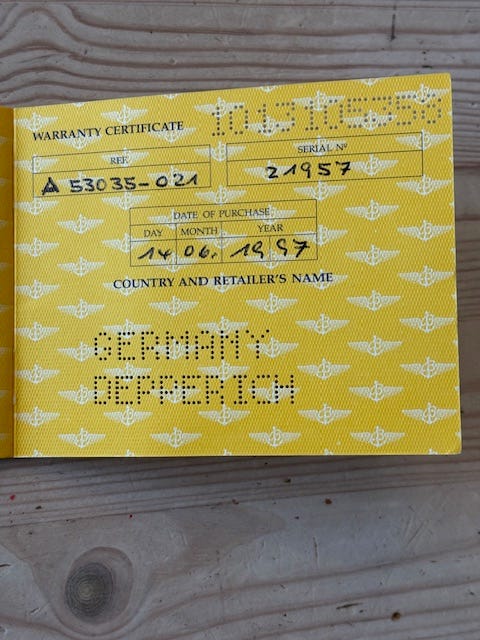 WARRANTY CERTIFICATE
REF.
SERIAL Nº
A 53035-021
21957
DATE OF PURCHASE
DAY MONTH YEAR
14 06. 1997
COUNTRY AND RETAILER'S NAME
GERMANY
DEPPERICH